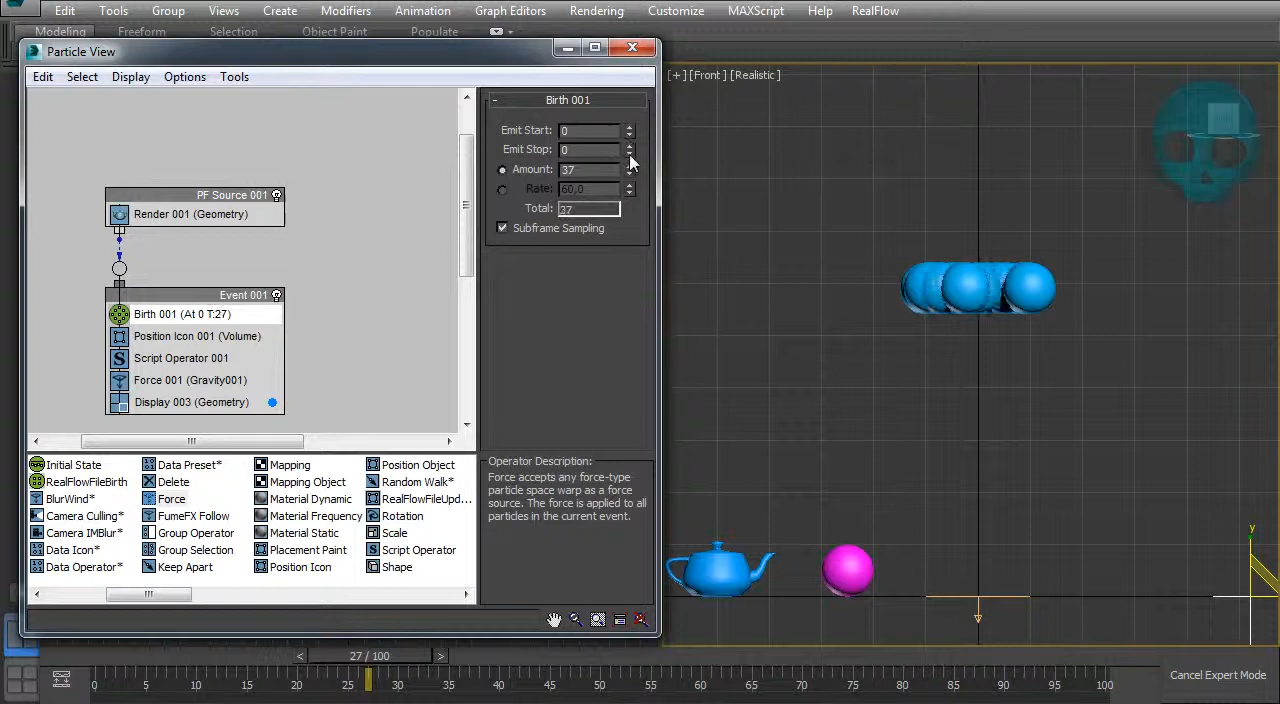 Edit Tools Group Views Create Modifiers Animation Graph Editors Rendering Customize MAXScript Help RealFlow
Modeling Freeform Selection Object Paint Populate
Particle View
[+] [Front ] [Realistic ]
Edit Select Display Options Tools
- Birth 001
Emit Start: 0
Emit Stop: 0
Amount: 37
Rate: 60,0
Total: 37
Subframe Sampling
PF Source 001
Render 001 (Geometry)
Event 001
Birth 001 (At 0 T:27)
Position Icon 001 (Volume)
S Script Operator 001
Force 001 (Gravity001)
Display 003 (Geometry)
Initial State Data Preset* Mapping Position Object
RealFlowFileBirth Delete Mapping Object Random Walk*
BlurWind* Force Material Dynamic RealFlowFileUpd...
Camera Culling* FumeFX Follow Material Frequency Rotation
Camera IMBlur* Group Operator Material Static Scale
Data Icon* Group Selection Placement Paint S Script Operator
Data Operator* Keep Apart Position Icon Shape
Operator Description:
Force accepts any force-type
particle space warp as a force
source. The force is applied to all
particles in the current event.
y
< 27 / 100 >
0 5 10 15 20 25 30 35 40 45 50 55 60 65 70 75 80 85 90 95 100
Cancel Expert Mode